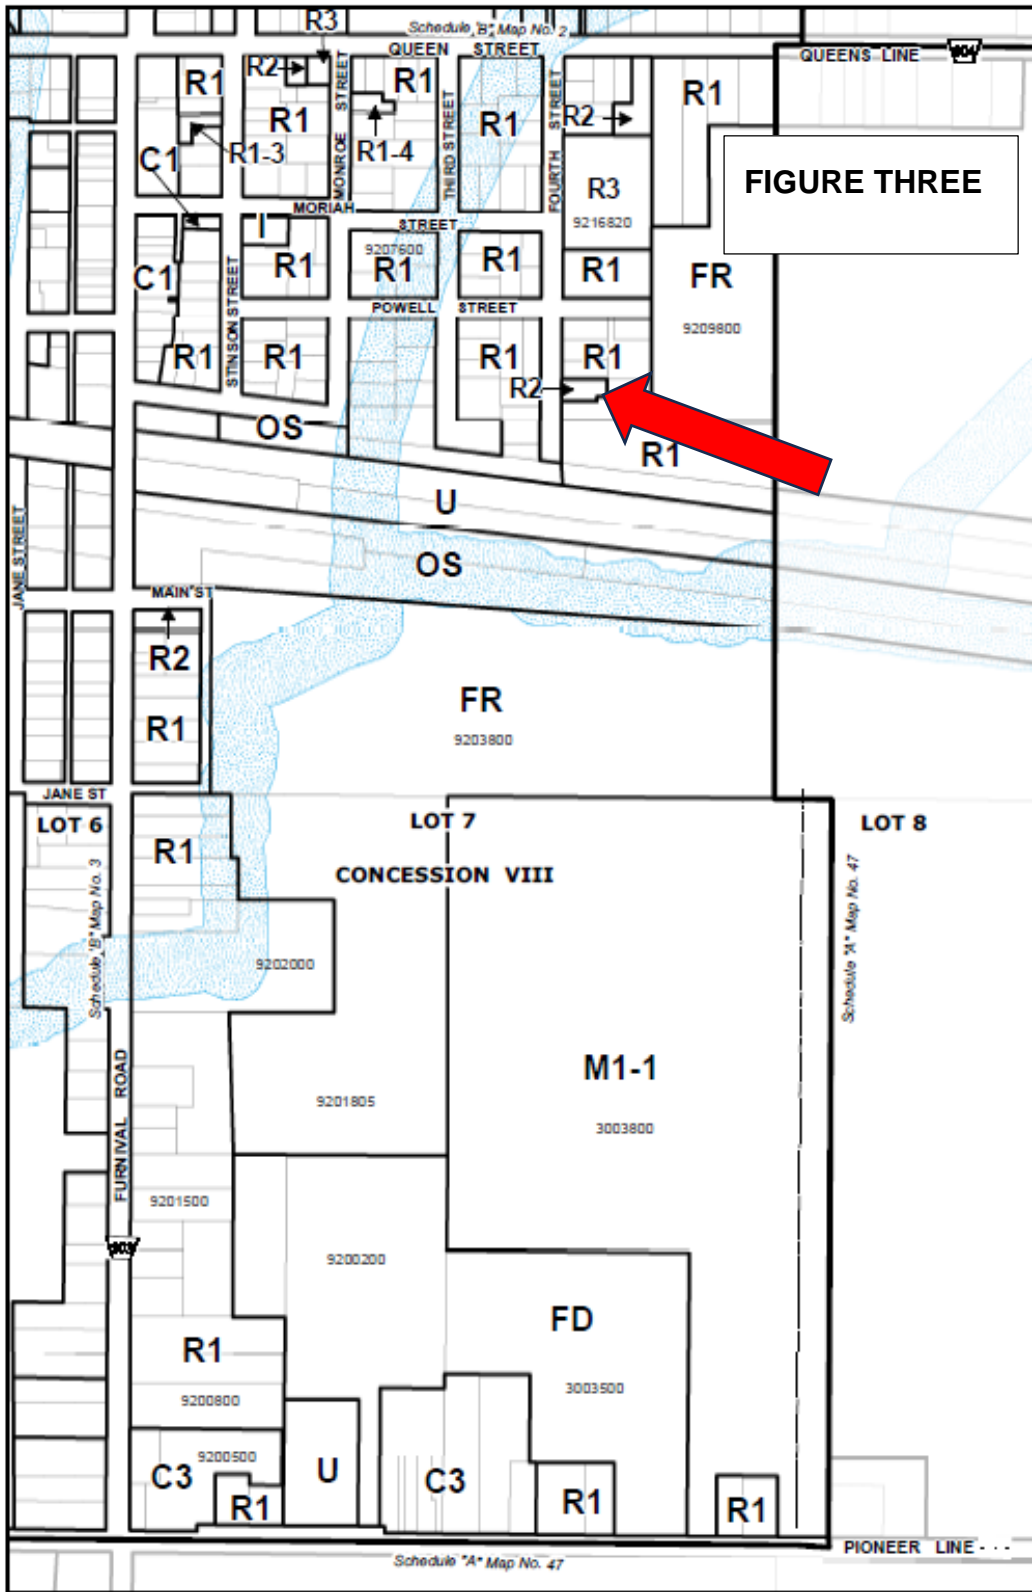 Schedule "B" Map No. 2
R3
QUEEN STREET
QUEENS LINE
R2
R1
R1
R1
R1
R1
R1-3
R1-4
R2
C1
MONROE STREET
THIRD STREET
FOURTH STREET
FIGURE THREE
R3
9216820
MORIAH STREET
I
9207600
C1
R1
R1
R1
R1
FR
9209800
STINSON STREET
POWELL STREET
R1
R1
R1
R1
R2
OS
R1
U
OS
JANE STREET
MAIN ST
R2
R1
FR
9203800
JANE ST
LOT 6
LOT 7
LOT 8
R1
CONCESSION VIII
Schedule "B" Map No. 3
Schedule "A" Map No. 47
9202000
M1-1
3003800
9201805
FURNIVAL ROAD
9201500
103
9200200
FD
3003500
R1
9200800
9200500
C3
R1
U
C3
R1
R1
PIONEER LINE - - -
Schedule "A" Map No. 47